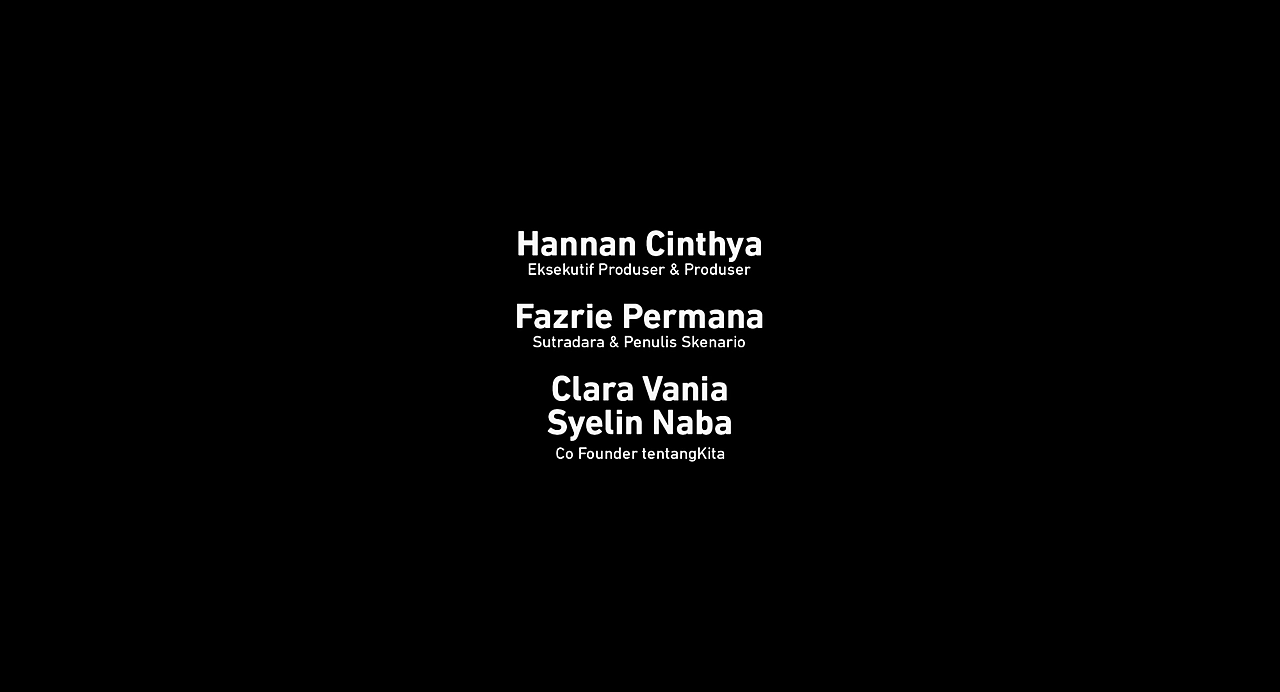 Hannan Cinthya
Eksekutif Produser & Produser
Fazrie Permana
Sutradara & Penulis Skenario
Clara Vania
Syelin Naba
Co Founder tentangKita